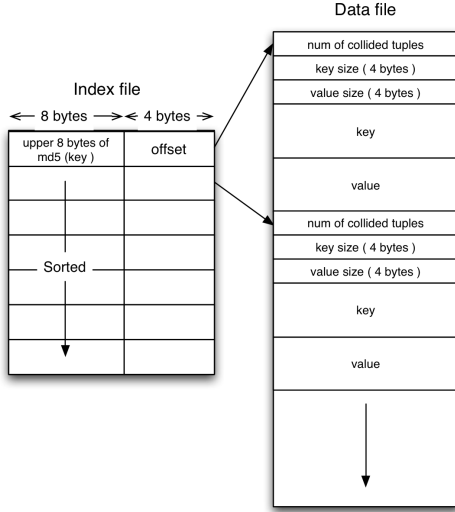 Data file
Index file
8 bytes
4 bytes
upper 8 bytes of
md5 (key )
offset
Sorted
num of collided tuples
key size ( 4 bytes )
value size ( 4 bytes )
key
value
num of collided tuples
key size ( 4 bytes )
value size ( 4 bytes )
key
value